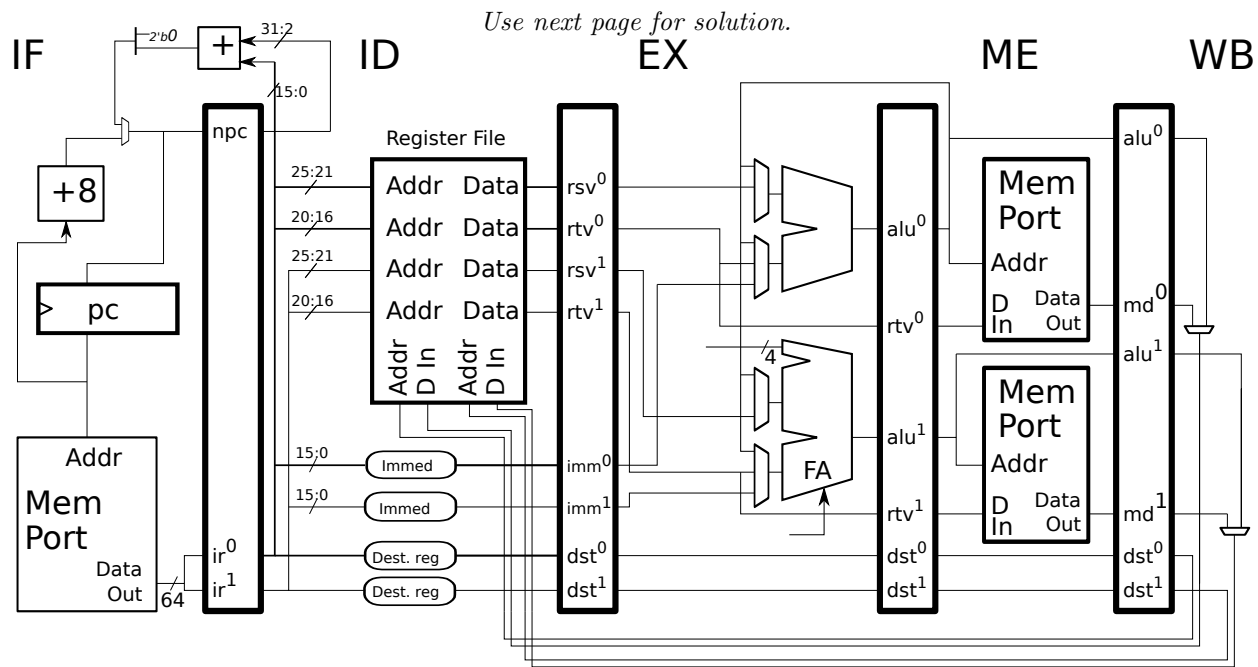 Use next page for solution.
IF ID EX ME WB
2'b0
+
31:2
15:0
npc
+8
pc
Addr
Mem
Port
Data
Out
64
ir0
ir1
Register File
25:21
Addr Data
20:16
Addr Data
25:21
Addr Data
20:16
Addr Data
Addr
D In
Addr
D In
15:0
Immed
15:0
Immed
Dest. reg
Dest. reg
rsv0
rtv0
rsv1
rtv1
imm0
imm1
dst0
dst1
4
FA
alu0
rtv0
alu1
rtv1
dst0
dst1
Mem
Port
Addr
D
In
Data
Out
Mem
Port
Addr
D
In
Data
Out
alu0
md0
alu1
md1
dst0
dst1